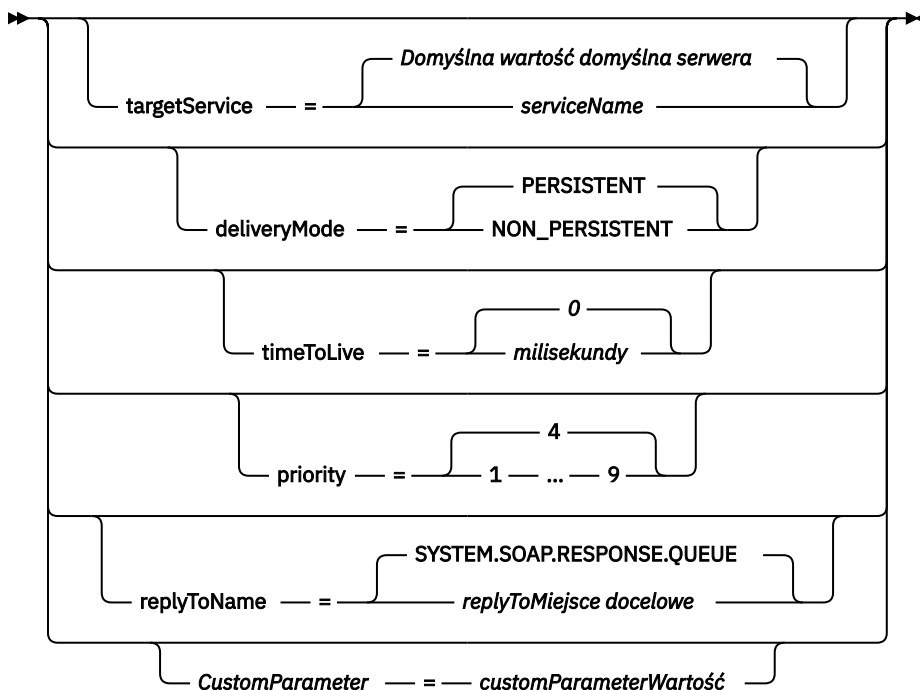 Domyślna wartość domyślna serwera
targetService = serviceName
PERSISTENT
deliveryMode = NON_PERSISTENT
0
timeToLive = milisekundy
4
priority = 1 ... 9
SYSTEM.SOAP.RESPONSE.QUEUE
replyToName = replyToMiejsce docelowe
CustomParameter = customParameterWartość